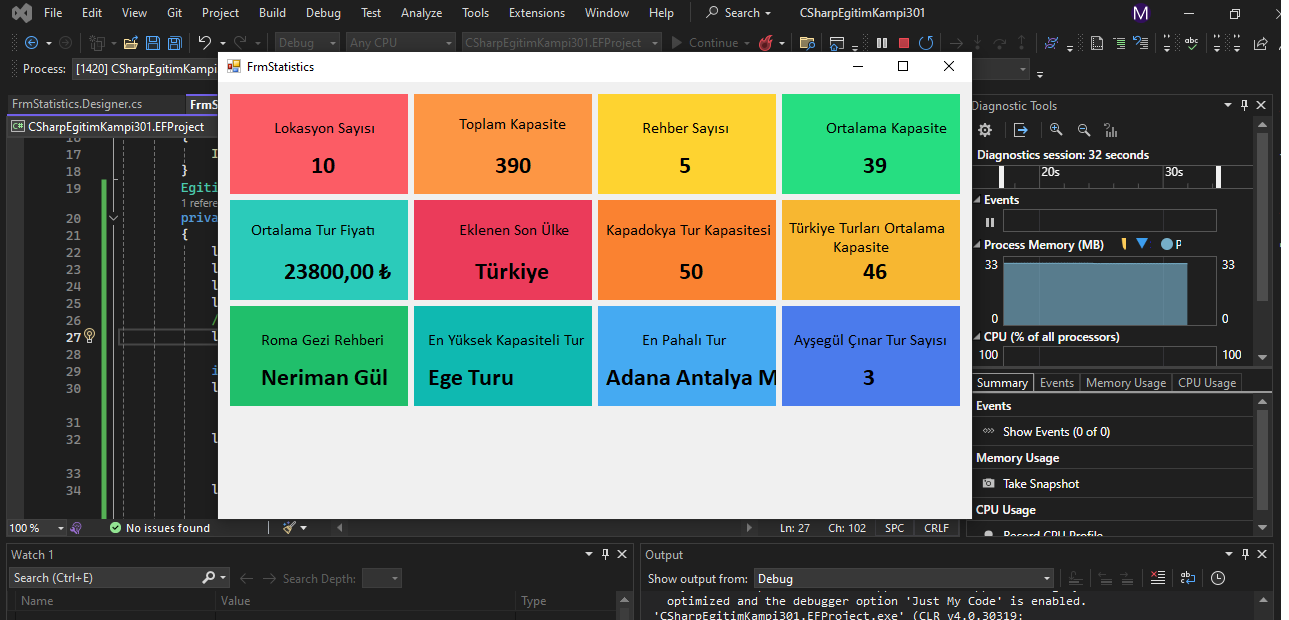 File Edit View Git Project Build Debug Test Analyze Tools Extensions Window Help Search CSharpEgitimKampi301 M
Debug Any CPU CSharpEgitimKampi301.EFProject Continue
Process: [1420] CSharpEgitimKampi
FrmStatistics
FrmStatistics.Designer.cs FrmS
CSharpEgitimKampi301.EFProject
Lokasyon Sayısı
10
Toplam Kapasite
390
Rehber Sayısı
5
Ortalama Kapasite
39
Ortalama Tur Fiyatı
23800,00 ₺
Eklenen Son Ülke
Türkiye
Kapadokya Tur Kapasitesi
50
Türkiye Turları Ortalama
Kapasite
46
Roma Gezi Rehberi
Neriman Gül
En Yüksek Kapasiteli Tur
Ege Turu
En Pahalı Tur
Adana Antalya M
Ayşegül Çınar Tur Sayısı
3
16 {
17 I
18 }
19 Egiti
1 refere
20 priva
21 {
22 l
23 l
24 l
25 l
26 /
27 l
28
29 i
30 l
31
32 l
33
34 l
100 % No issues found Ln: 27 Ch: 102 SPC CRLF
Diagnostic Tools
Diagnostics session: 32 seconds
20s 30s
Events
Process Memory (MB) P
33 33
0 0
CPU (% of all processors)
100 100
Summary Events Memory Usage CPU Usage
Events
Show Events (0 of 0)
Memory Usage
Take Snapshot
CPU Usage
Record CPU Profile
Watch 1
Search (Ctrl+E) Search Depth:
Name Value Type
Output
Show output from: Debug
optimized and the debugger option 'Just My Code' is enabled.
'CSharpEgitimKampi301.EFProject.exe' (CLR v4.0.30319: